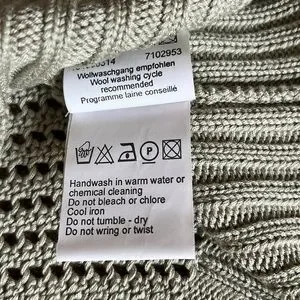 7102953
Wollwaschgang empfohlen
Wool washing cycle
recommended
Programme laine conseillé
P
Handwash in warm water or
chemical cleaning
Do not bleach or chlore
Cool iron
Do not tumble - dry
Do not wring or twist